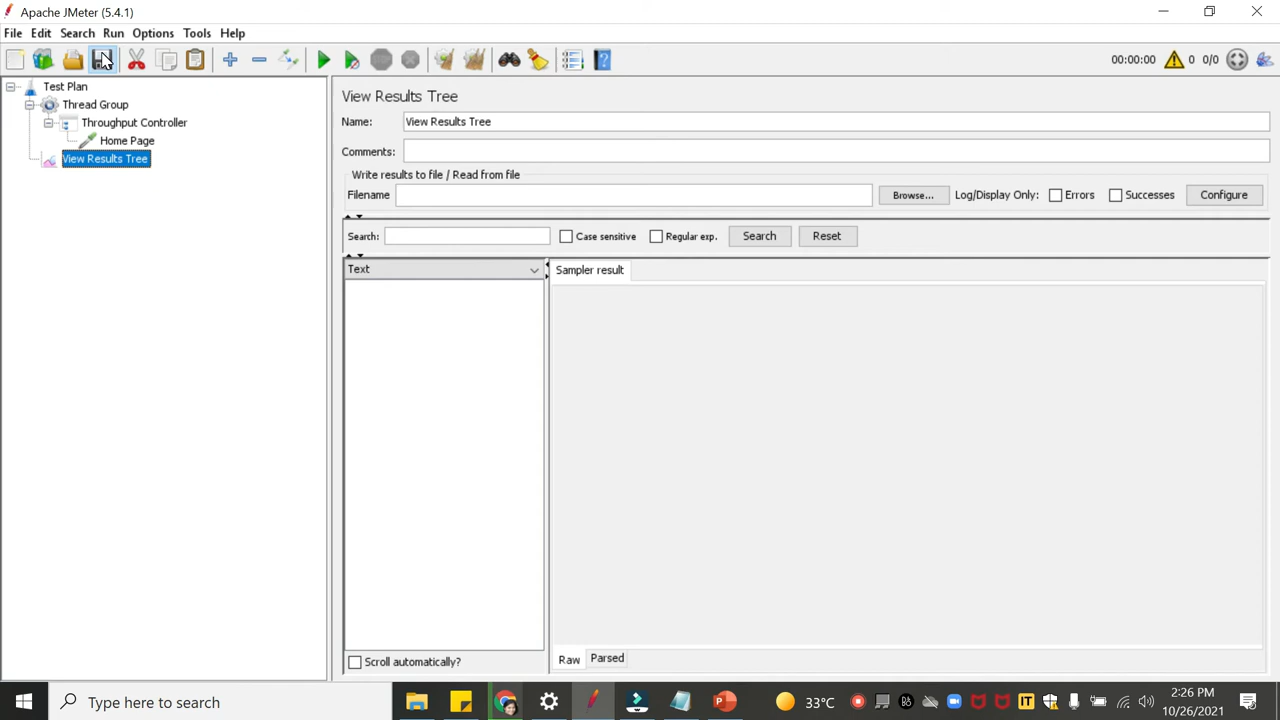 Apache JMeter (5.4.1)
File Edit Search Run Options Tools Help
00:00:00 0 0/0
Test Plan
Thread Group
Throughput Controller
Home Page
View Results Tree
View Results Tree
Name: View Results Tree
Comments:
Write results to file / Read from file
Filename Browse... Log/Display Only: Errors Successes Configure
Search: Case sensitive Regular exp. Search Reset
Text
Sampler result
Scroll automatically?
Raw Parsed
Type here to search
33°C
IT
2:26 PM
10/26/2021